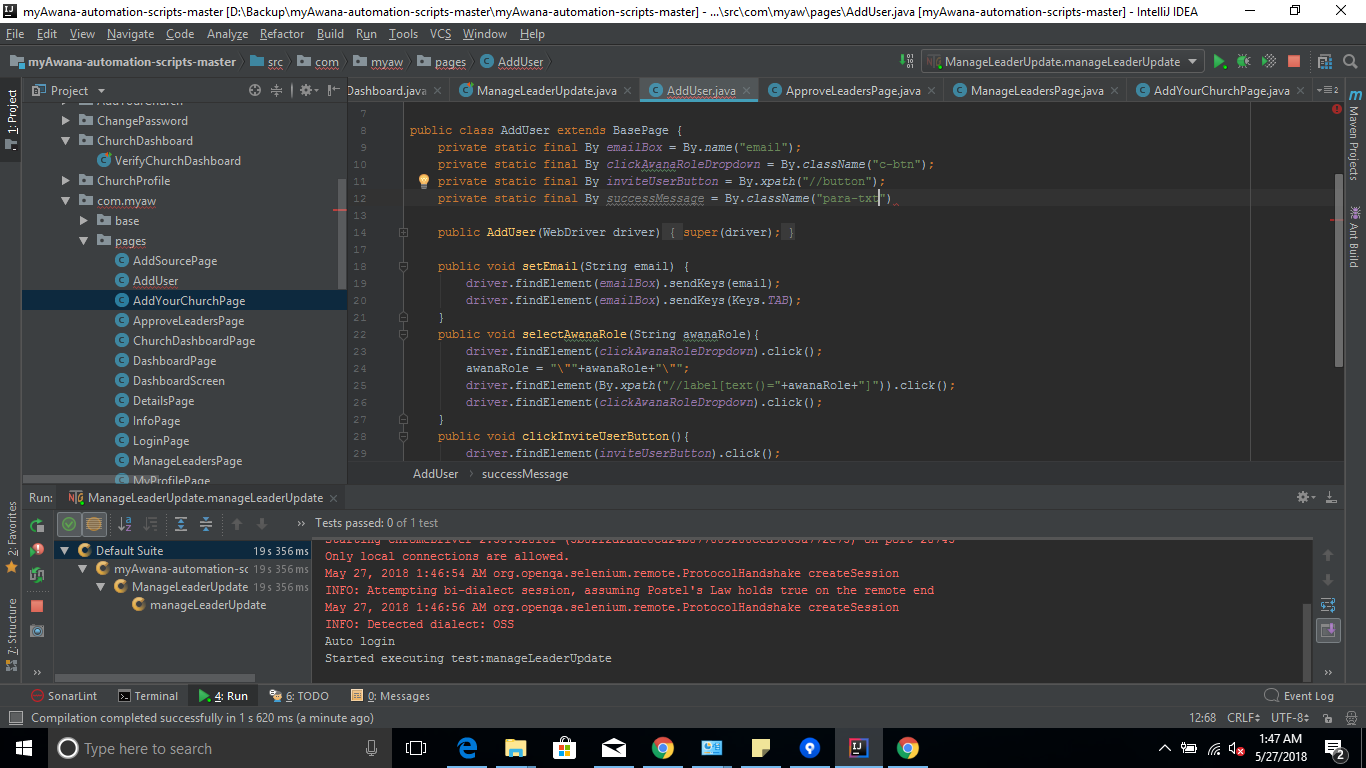 myAwana-automation-scripts-master [D:\Backup\myAwana-automation-scripts-master\myAwana-automation-scripts-master] - ...\src\com\myaw\pages\AddUser.java [myAwana-automation-scripts-master] - IntelliJ IDEA
File Edit View Navigate Code Analyze Refactor Build Run Tools VCS Window Help
myAwana-automation-scripts-master src com myaw pages AddUser ManageLeaderUpdate.manageLeaderUpdate
Project Dashboard.java ManageLeaderUpdate.java AddUser.java ApproveLeadersPage.java ManageLeadersPage.java AddYourChurchPage.java
1: Project
2: Favorites
7: Structure
Maven Projects
Ant Build
AddYourChurch
ChangePassword
ChurchDashboard
VerifyChurchDashboard
ChurchProfile
com.myaw
base
pages
AddSourcePage
AddUser
AddYourChurchPage
ApproveLeadersPage
ChurchDashboardPage
DashboardPage
DashboardScreen
DetailsPage
InfoPage
LoginPage
ManageLeadersPage
MyProfilePage
7
8 public class AddUser extends BasePage {
9 private static final By emailBox = By.name("email");
10 private static final By clickAwanaRoleDropdown = By.className("c-btn");
11 private static final By inviteUserButton = By.xpath("//button");
12 private static final By successMessage = By.className("para-txt")
13
14 public AddUser(WebDriver driver) { super(driver); }
17
18 public void setEmail(String email) {
19 driver.findElement(emailBox).sendKeys(email);
20 driver.findElement(emailBox).sendKeys(Keys.TAB);
21 }
22 public void selectAwanaRole(String awanaRole){
23 driver.findElement(clickAwanaRoleDropdown).click();
24 awanaRole = "\""+awanaRole+"\"";
25 driver.findElement(By.xpath("//label[text()="+awanaRole+"]")).click();
26 driver.findElement(clickAwanaRoleDropdown).click();
27 }
28 public void clickInviteUserButton(){
29 driver.findElement(inviteUserButton).click();
AddUser › successMessage
Run: ManageLeaderUpdate.manageLeaderUpdate
Tests passed: 0 of 1 test
Default Suite 19 s 356 ms
myAwana-automation-sc 19 s 356 ms
ManageLeaderUpdate 19 s 356 ms
manageLeaderUpdate
Only local connections are allowed.
May 27, 2018 1:46:54 AM org.openqa.selenium.remote.ProtocolHandshake createSession
INFO: Attempting bi-dialect session, assuming Postel's Law holds true on the remote end
May 27, 2018 1:46:56 AM org.openqa.selenium.remote.ProtocolHandshake createSession
INFO: Detected dialect: OSS
Auto login
Started executing test:manageLeaderUpdate
SonarLint Terminal 4: Run 6: TODO 0: Messages Event Log
Compilation completed successfully in 1 s 620 ms (a minute ago) 12:68 CRLF UTF-8
Type here to search
1:47 AM
5/27/2018
2